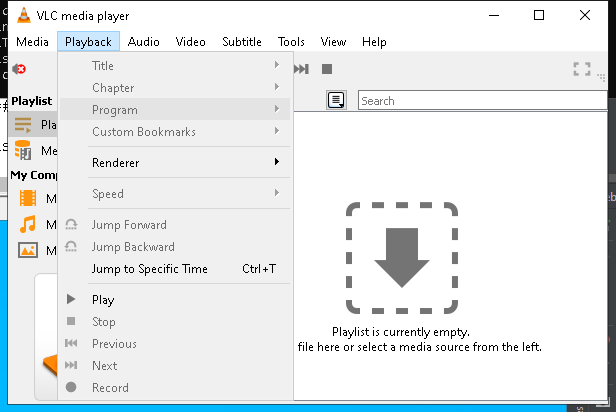 VLC media player
Media Playback Audio Video Subtitle Tools View Help
Title
Chapter
Program
Custom Bookmarks
Renderer
Speed
Jump Forward
Jump Backward
Jump to Specific Time Ctrl+T
Play
Stop
Previous
Next
Record
Playlist
Pla
Me
My Comp
M
M
M
Search
Playlist is currently empty.
file here or select a media source from the left.